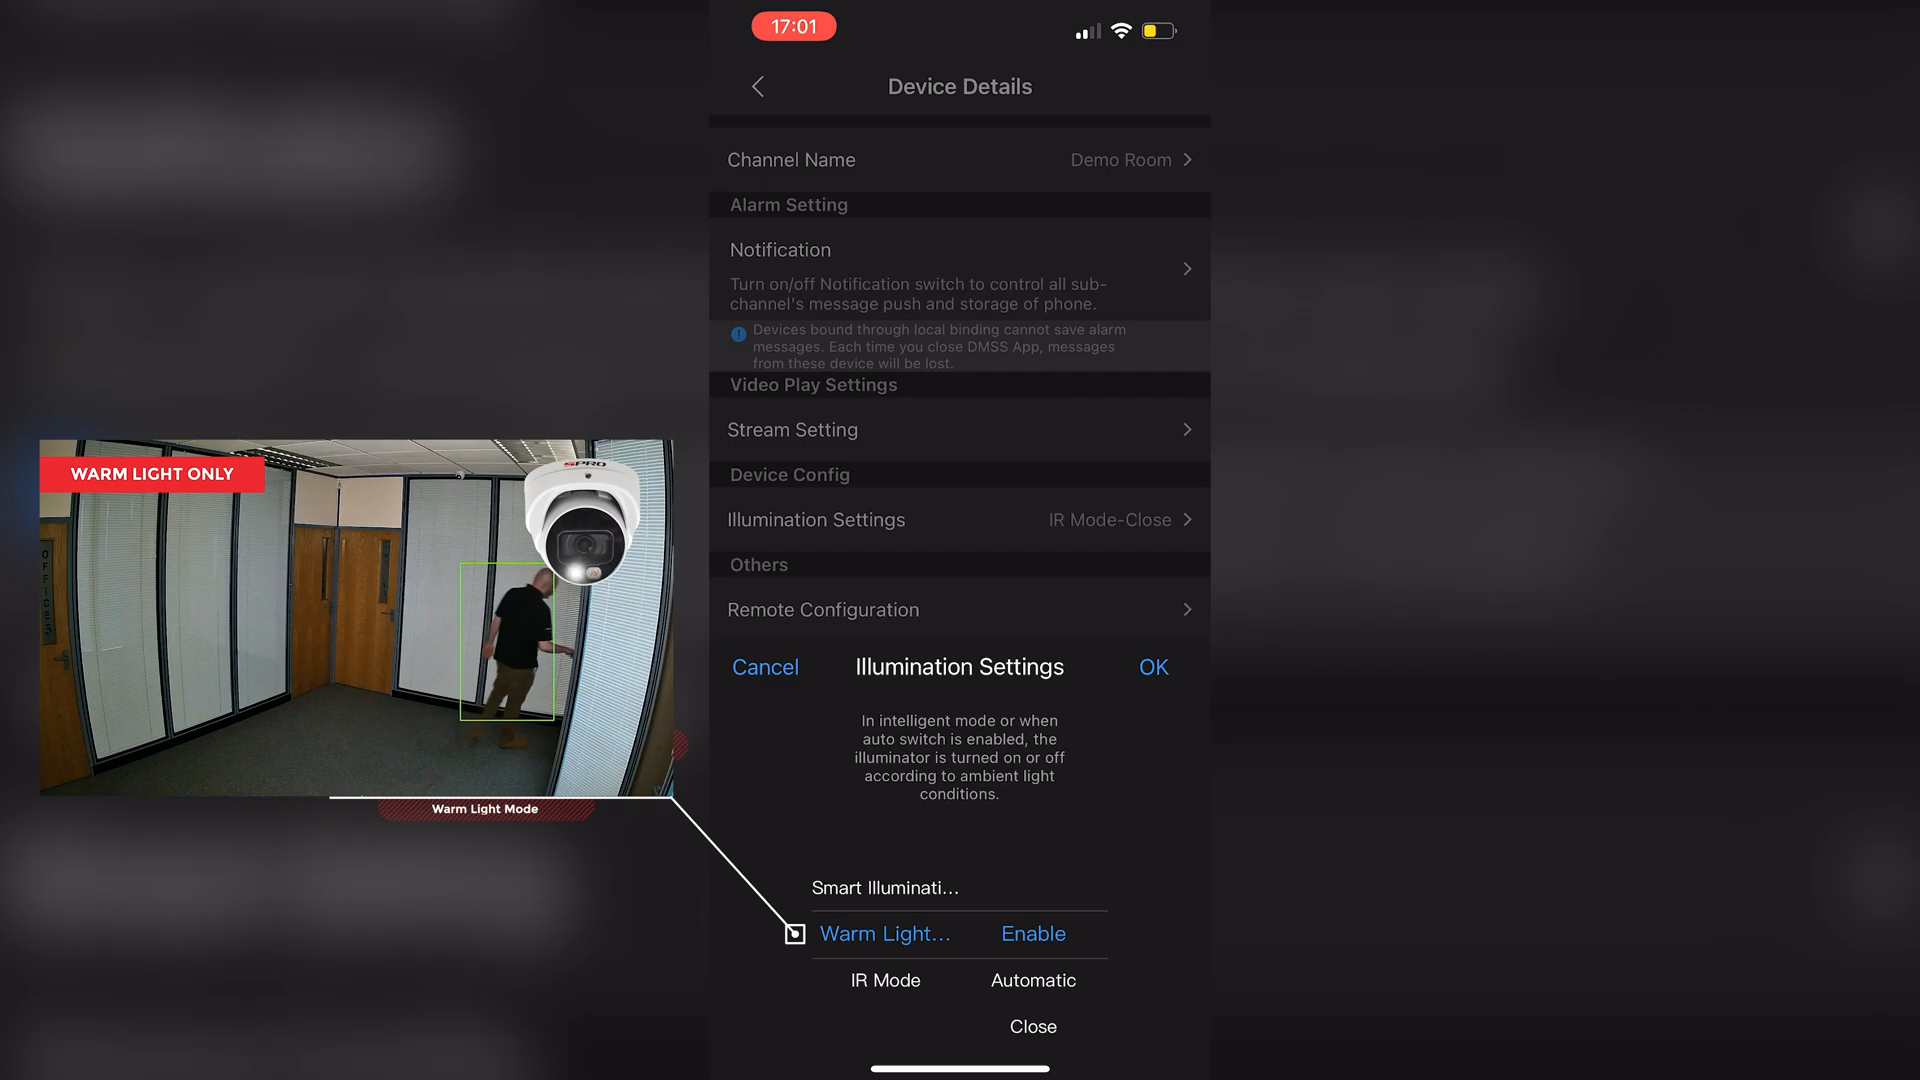 17:01
Device Details
Channel Name
Demo Room
Alarm Setting
Notification
Turn on/off Notification switch to control all sub-
channel's message push and storage of phone.
Devices bound through local binding cannot save alarm
messages. Each time you close DMSS App, messages
from these device will be lost.
Video Play Settings
Stream Setting
Device Config
Illumination Settings
IR Mode-Close
Others
Remote Configuration
WARM LIGHT ONLY
SPRO
OFFICES
Warm Light Mode
Cancel
Illumination Settings
OK
In intelligent mode or when
auto switch is enabled, the
illuminator is turned on or off
according to ambient light
conditions.
Smart Illuminati...
Warm Light...
Enable
IR Mode
Automatic
Close